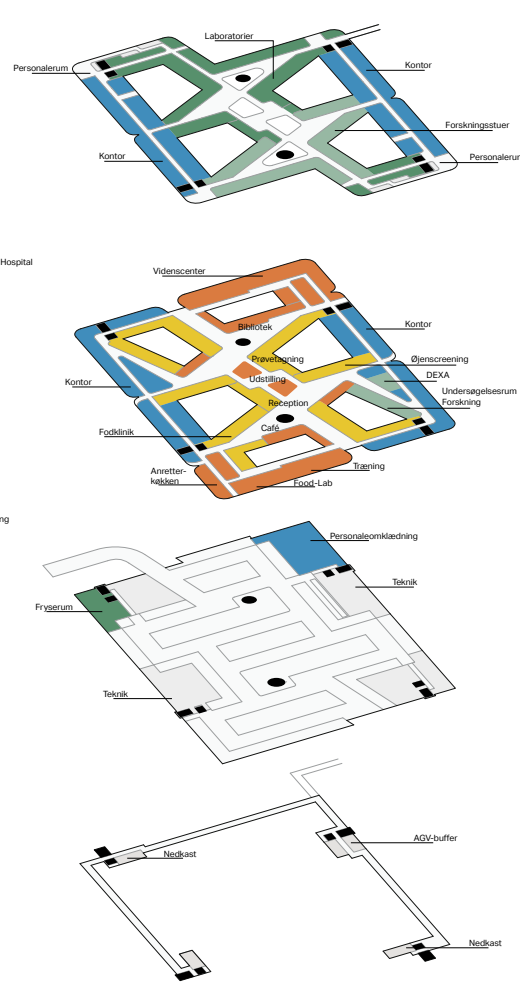 Laboratorier
Personalerum
Kontor
Forskningsstuer
Kontor
Personalerur
Hospital
Videnscenter
Kontor
Bibliotek
Prøvetagning
Øjenscreening
DEXA
Kontor
Udstilling
Undersøgelsesrum
Forskning
Reception
Fodklinik
Café
Træning
Anretter-
køkken
Food-Lab
ng
Personaleomklædning
Teknik
Fryserum
Teknik
AGV-buffer
Nedkast
Nedkast